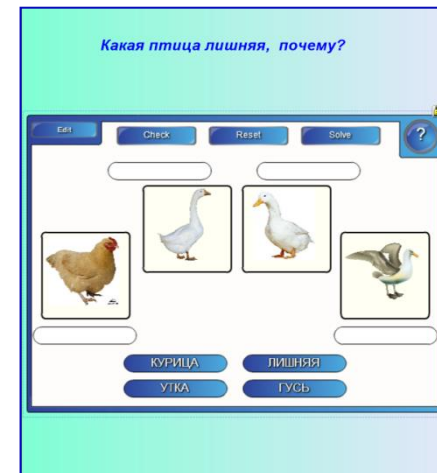 Какая птица лишняя, почему?
Edit
Check
Reset
Solve
?
КУРИЦА
ЛИШНЯЯ
УТКА
ГУСЬ